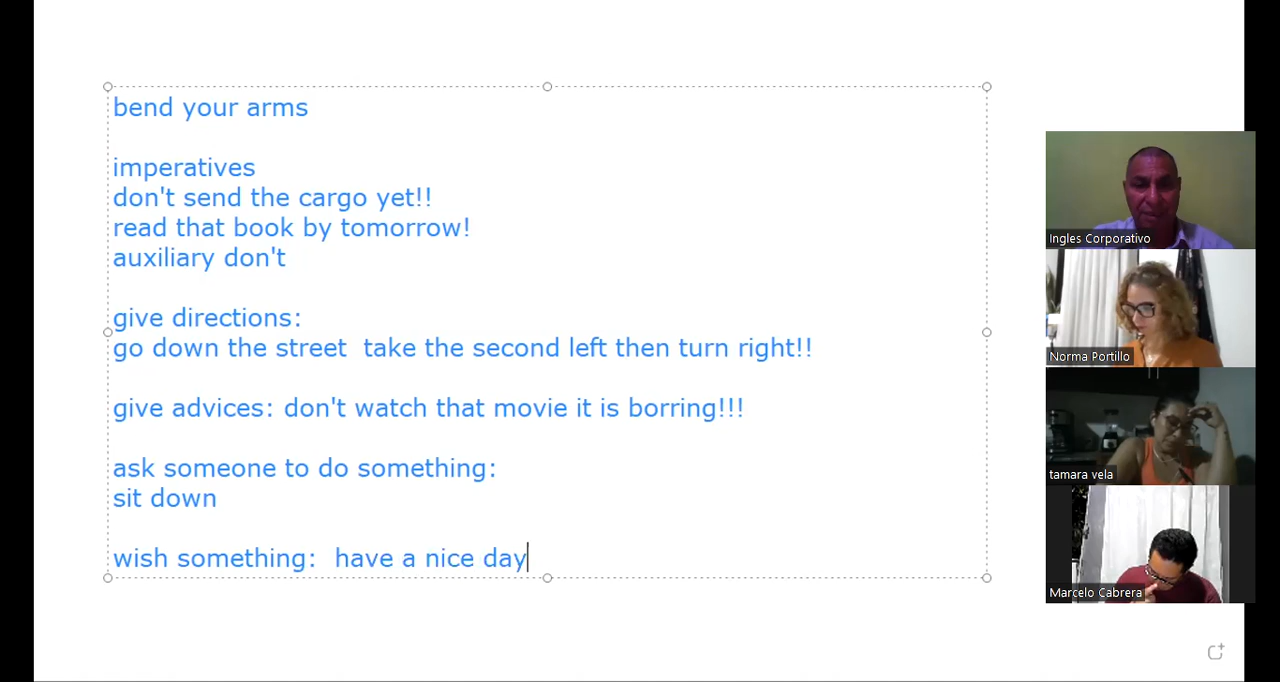 bend your arms
imperatives
don't send the cargo yet!!
read that book by tomorrow!
auxiliary don't
give directions:
go down the street  take the second left then turn right!!
give advices: don't watch that movie it is borring!!!
ask someone to do something:
sit down
wish something:  have a nice day
Ingles Corporativo
Norma Portillo
tamara vela
Marcelo Cabrera